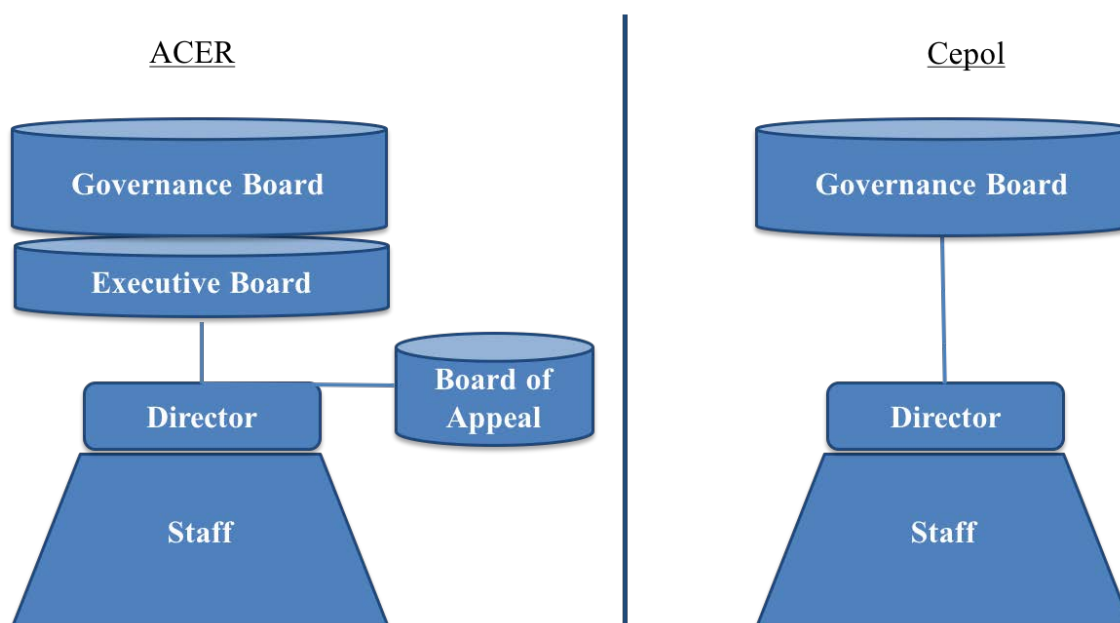 ACER
Governance Board
Executive Board
Board of
Appeal
Director
Staff
Cepol
Governance Board
Director
Staff